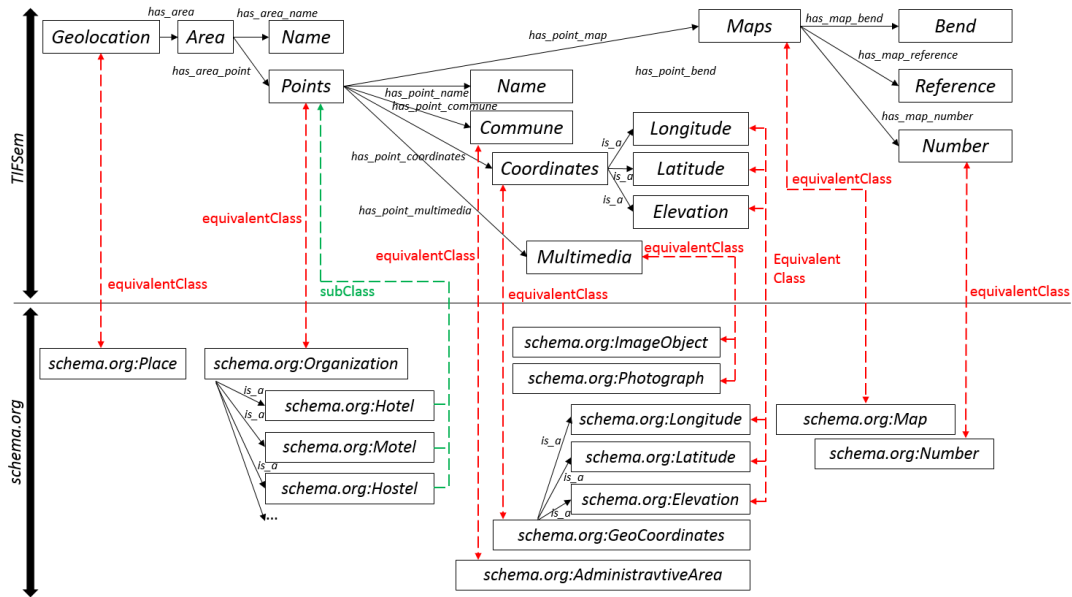 TIFSem
Geolocation
has_area
Area
has_area_name
Name
has_area_point
Points
has_point_map
Maps
has_map_bend
Bend
has_map_reference
Reference
has_map_number
Number
has_point_bend
has_point_name
Name
has_point_commune
Commune
has_point_coordinates
Coordinates
is_a
Longitude
is_a
Latitude
is_a
Elevation
has_point_multimedia
Multimedia
equivalentClass
equivalentClass
equivalentClass
equivalentClass
equivalentClass
Equivalent
Class
equivalentClass
subClass
equivalentClass
equivalentClass
schema.org
schema.org:Place
schema.org:Organization
is_a
schema.org:Hotel
is_a
schema.org:Motel
is_a
schema.org:Hostel
...
schema.org:ImageObject
schema.org:Photograph
is_a
schema.org:Longitude
is_a
schema.org:Latitude
is_a
schema.org:Elevation
schema.org:GeoCoordinates
schema.org:AdministravtiveArea
schema.org:Map
schema.org:Number